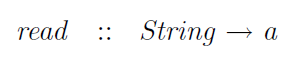 read :: String → a